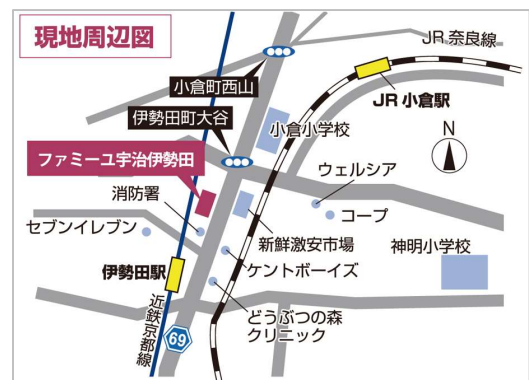 現地周辺図
JR奈良線
小倉町西山
JR小倉駅
伊勢田町大谷
小倉小学校
N
ファミーユ宇治伊勢田
ウェルシア
消防署
コープ
セブンイレブン
新鮮激安市場
神明小学校
伊勢田駅
ケントボーイズ
どうぶつの森
クリニック
近鉄京都線
69